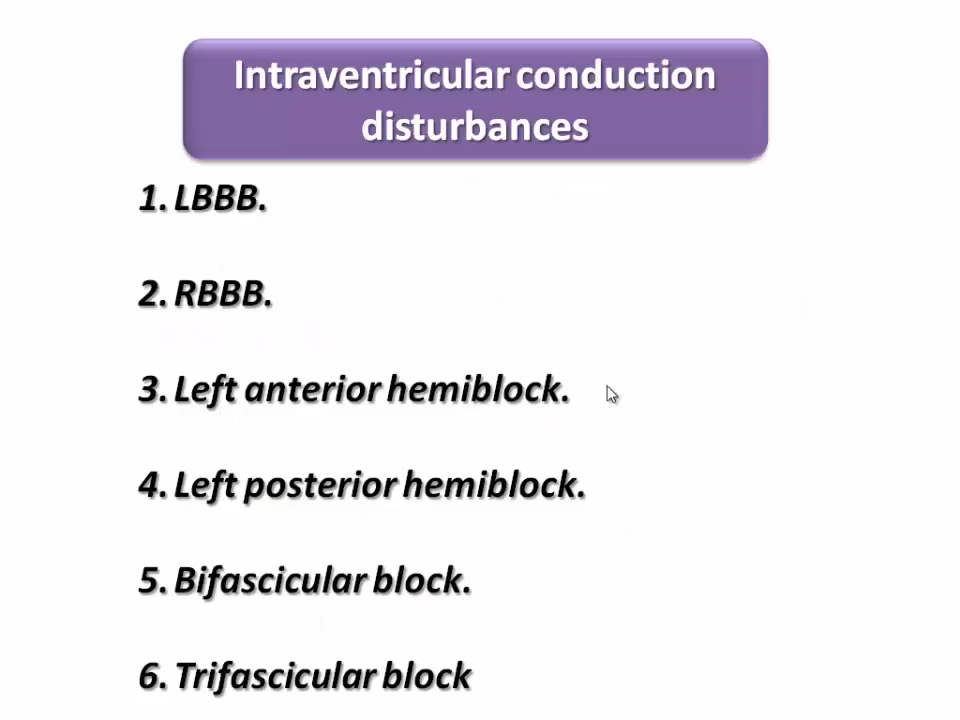 Intraventricular conduction
disturbances
1. LBBB.
2. RBBB.
3. Left anterior hemiblock.
4. Left posterior hemiblock.
5. Bifascicular block.
6. Trifascicular block